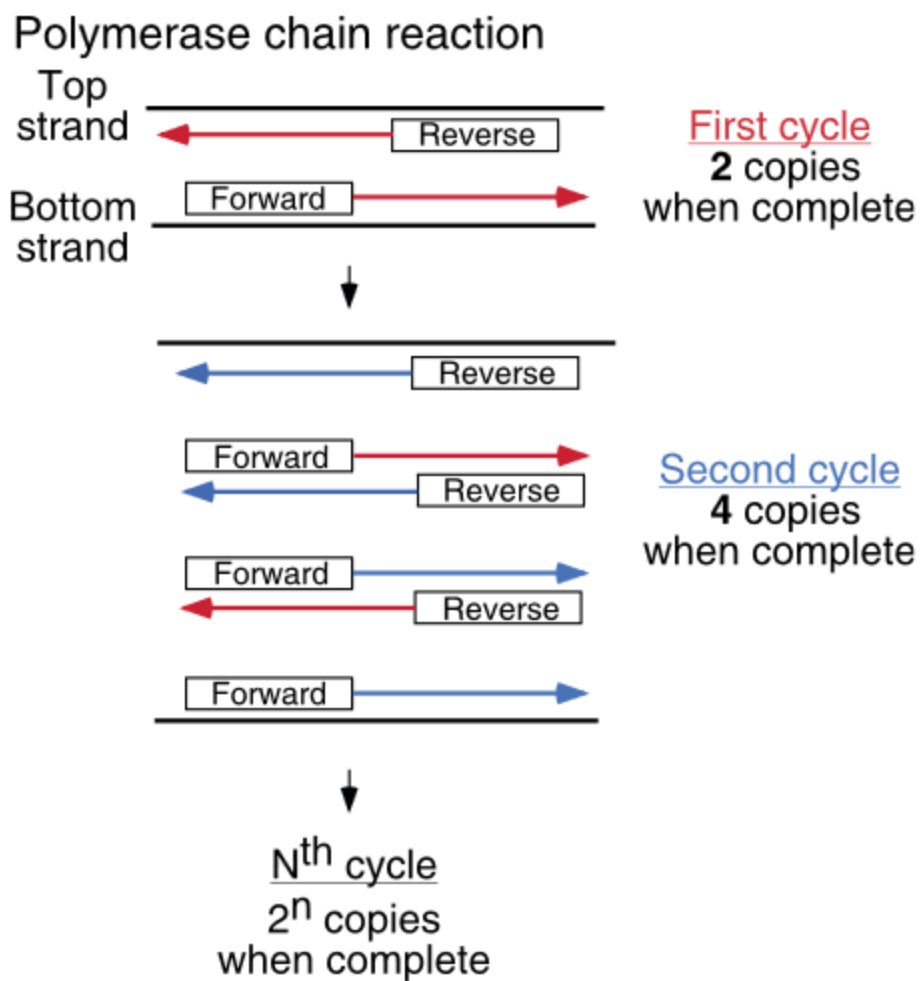 Polymerase chain reaction
Top
strand
Reverse
First cycle
2 copies
when complete
Forward
Bottom
strand
Reverse
Forward
Reverse
Second cycle
4 copies
when complete
Forward
Reverse
Forward
Nth cycle
2n copies
when complete